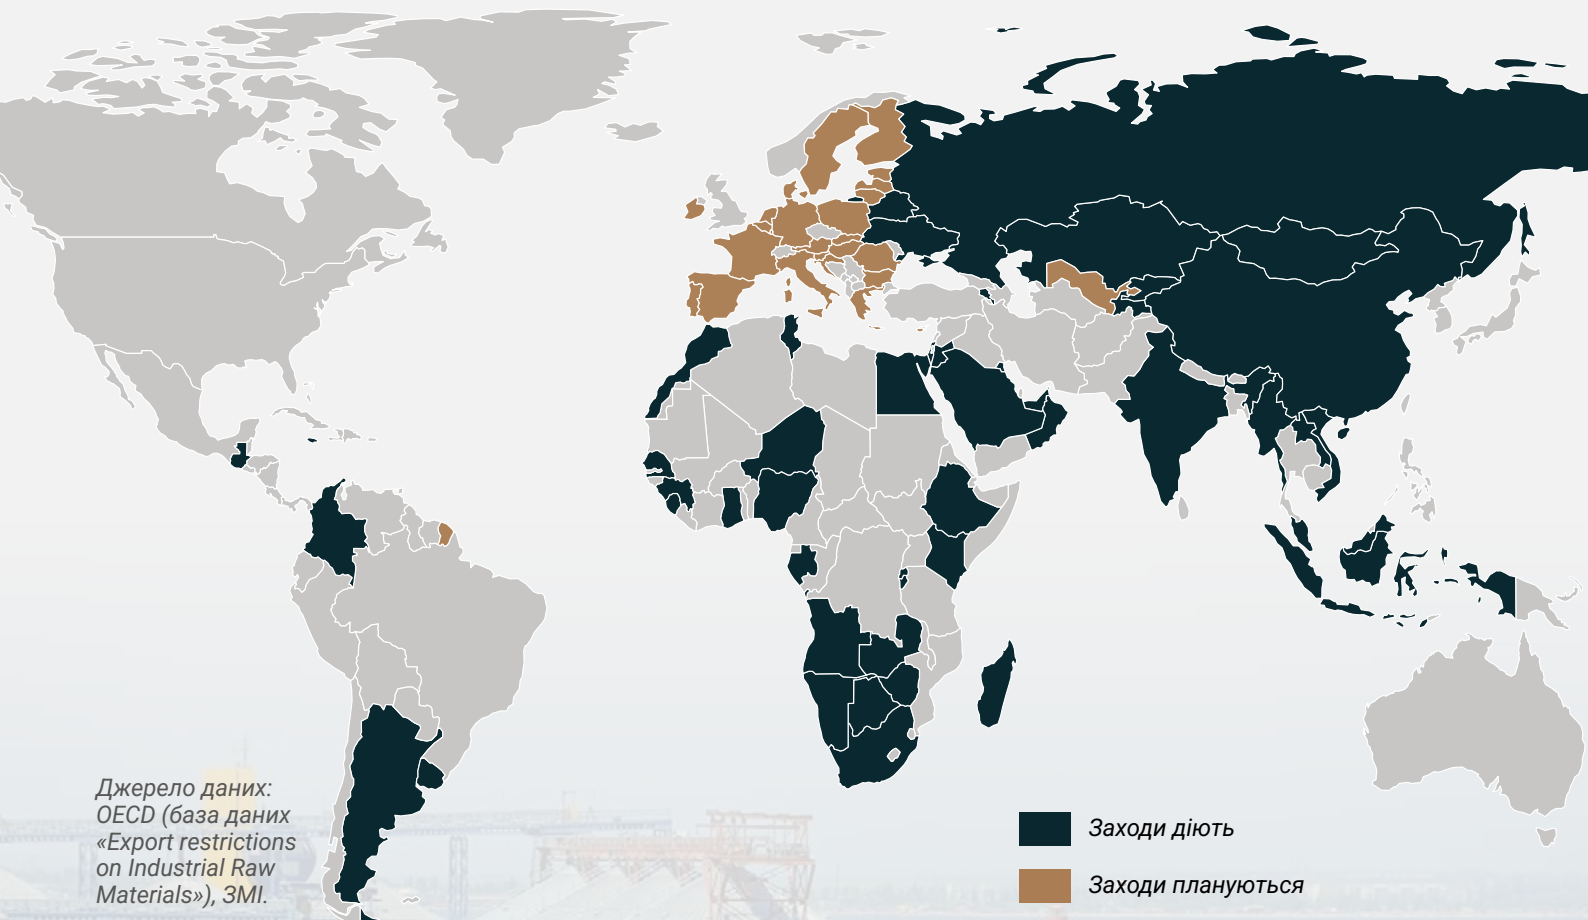 Джерело даних:
OECD (база даних
«Export restrictions
on Industrial Raw
Materials»), ЗМІ.
Заходи діють
Заходи плануються